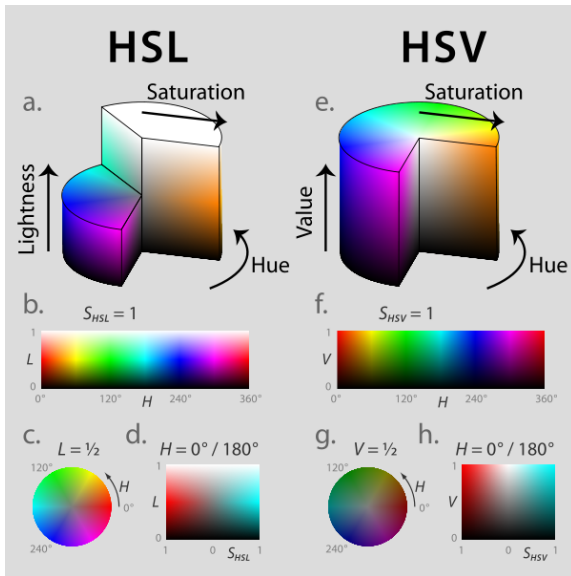 HSL
HSV
a.
Saturation
Lightness
Hue
e.
Saturation
Value
Hue
b.
S_HSL = 1
1
L
0
0° 120° H 240° 360°
f.
S_HSV = 1
1
V
0
0° 120° H 240° 360°
c.
L = ½
120°
H
0°
240°
d.
H = 0° / 180°
1
L
0
1 0 S_HSL 1
g.
V = ½
120°
H
0°
240°
h.
H = 0° / 180°
1
V
0
1 0 S_HSV 1